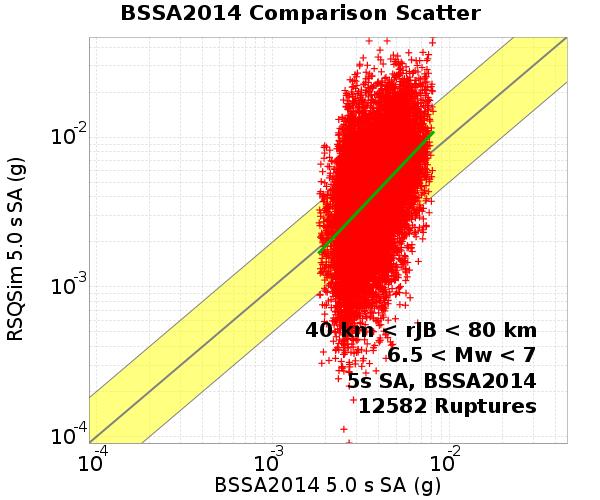 BSSA2014 Comparison Scatter
RSQSim 5.0 s SA (g)
10-2
10-3
10-4
40 km < rJB < 80 km
6.5 < Mw < 7
5s SA, BSSA2014
12582 Ruptures
10-4 10-3 10-2
BSSA2014 5.0 s SA (g)